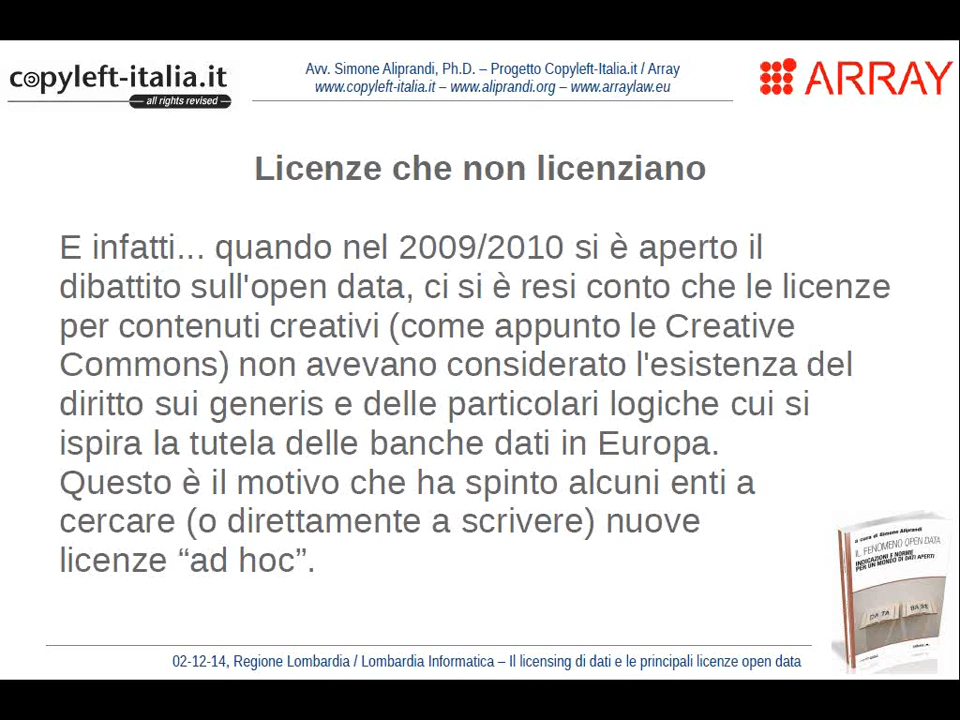 copyleft-italia.it
all rights revised
Avv. Simone Aliprandi, Ph.D. – Progetto Copyleft-Italia.it / Array
www.copyleft-italia.it – www.aliprandi.org – www.arraylaw.eu
ARRAY
Licenze che non licenziano
E infatti... quando nel 2009/2010 si è aperto il
dibattito sull'open data, ci si è resi conto che le licenze
per contenuti creativi (come appunto le Creative
Commons) non avevano considerato l'esistenza del
diritto sui generis e delle particolari logiche cui si
ispira la tutela delle banche dati in Europa.
Questo è il motivo che ha spinto alcuni enti a
cercare (o direttamente a scrivere) nuove
licenze “ad hoc”.
a cura di Simone Aliprandi
IL FENOMENO OPEN DATA
INDICAZIONI E NORME
PER UN MONDO DI DATI APERTI
DATA BASE
02-12-14, Regione Lombardia / Lombardia Informatica – Il licensing di dati e le principali licenze open data